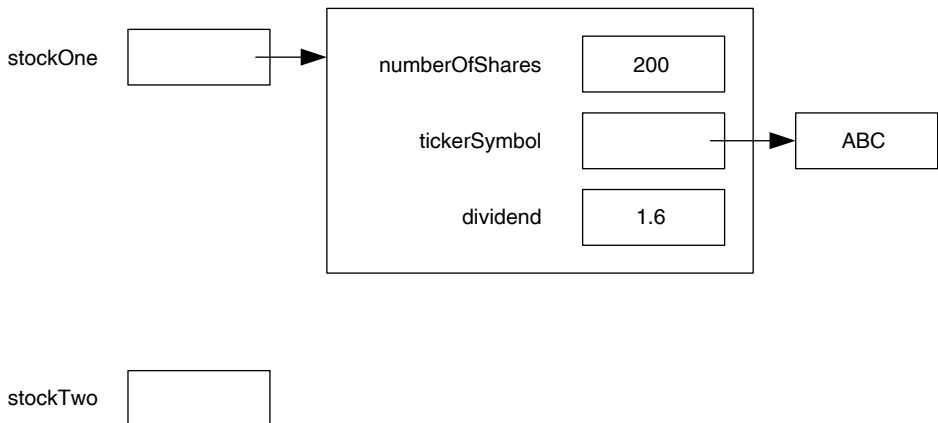 stockOne
numberOfShares 200
tickerSymbol ABC
dividend 1.6
stockTwo